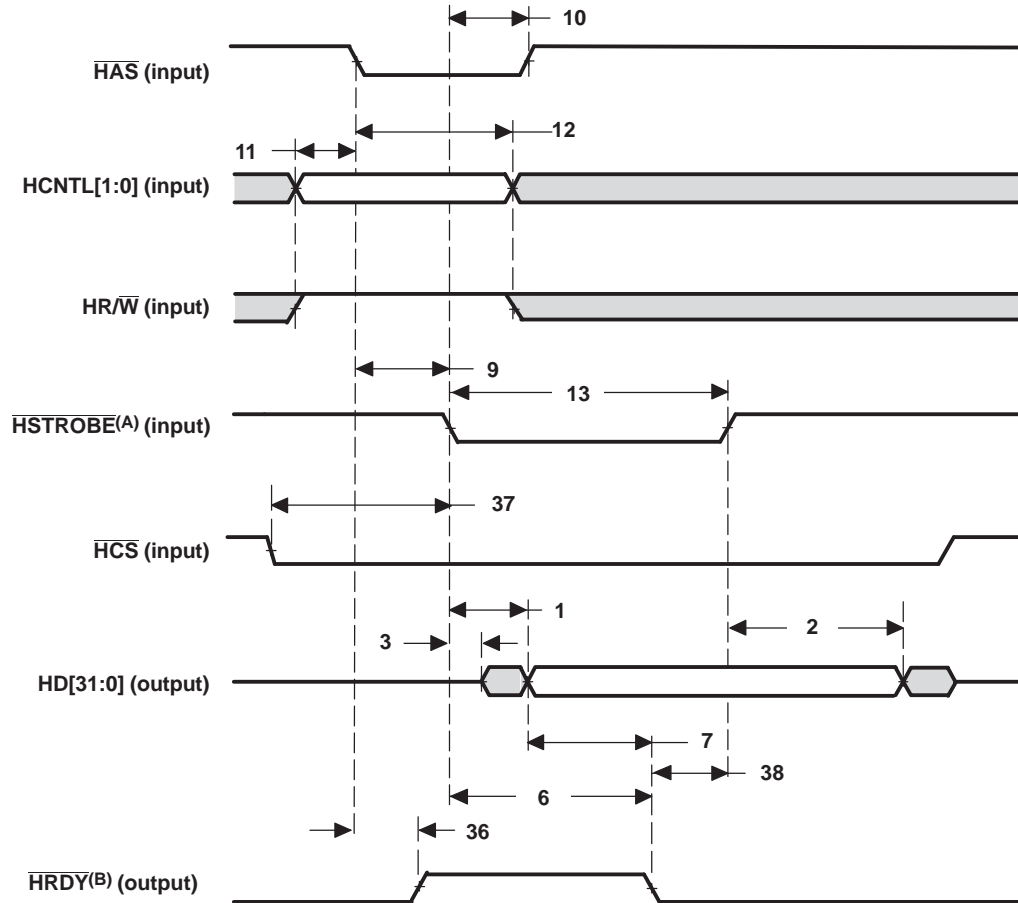 10
HAS (input)
12
11
HCNTL[1:0] (input)
HR/W (input)
9
13
HSTROBE(A) (input)
37
HCS (input)
1
2
3
HD[31:0] (output)
7
38
6
36
HRDY(B) (output)